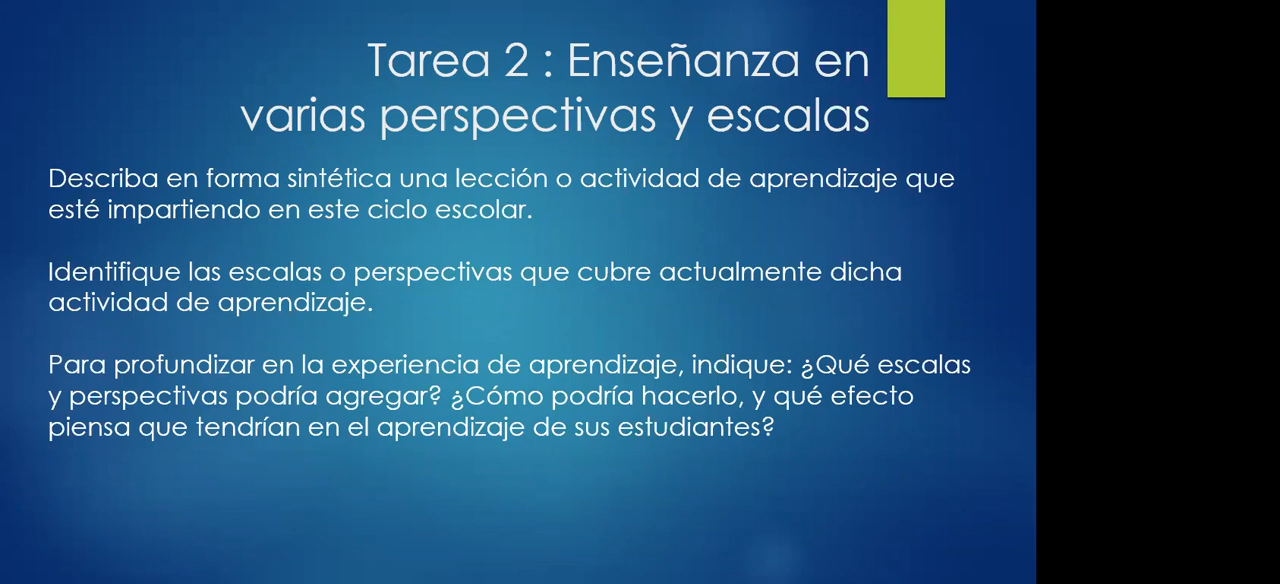 Tarea 2 : Enseñanza en
varias perspectivas y escalas
Describa en forma sintética una lección o actividad de aprendizaje que
esté impartiendo en este ciclo escolar.
Identifique las escalas o perspectivas que cubre actualmente dicha
actividad de aprendizaje.
Para profundizar en la experiencia de aprendizaje, indique: ¿Qué escalas
y perspectivas podría agregar? ¿Cómo podría hacerlo, y qué efecto
piensa que tendrían en el aprendizaje de sus estudiantes?